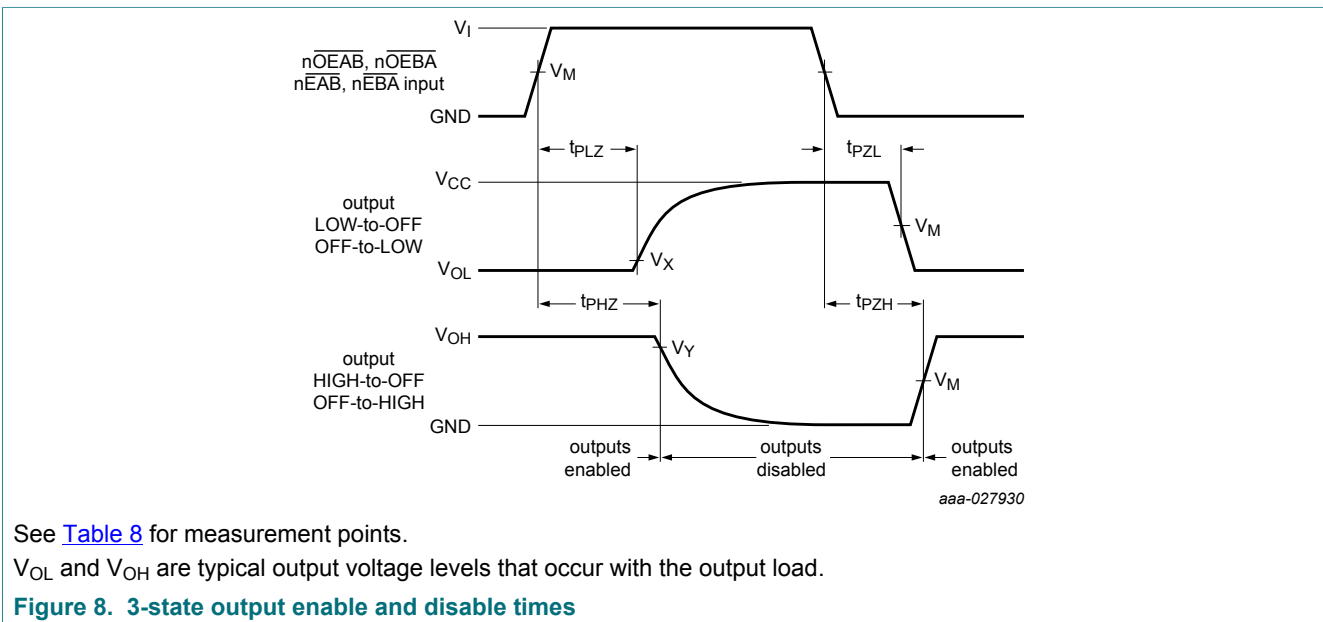 VI
nOEAB, nOEBA
nEAB, nEBA input
VM
GND
tPLZ
tPZL
VCC
output
LOW-to-OFF
OFF-to-LOW
VM
VOL
VX
tPHZ
tPZH
VOH
VY
output
HIGH-to-OFF
OFF-to-HIGH
VM
GND
outputs
enabled
outputs
disabled
outputs
enabled
aaa-027930
See Table 8 for measurement points.
VOL and VOH are typical output voltage levels that occur with the output load.
Figure 8. 3-state output enable and disable times